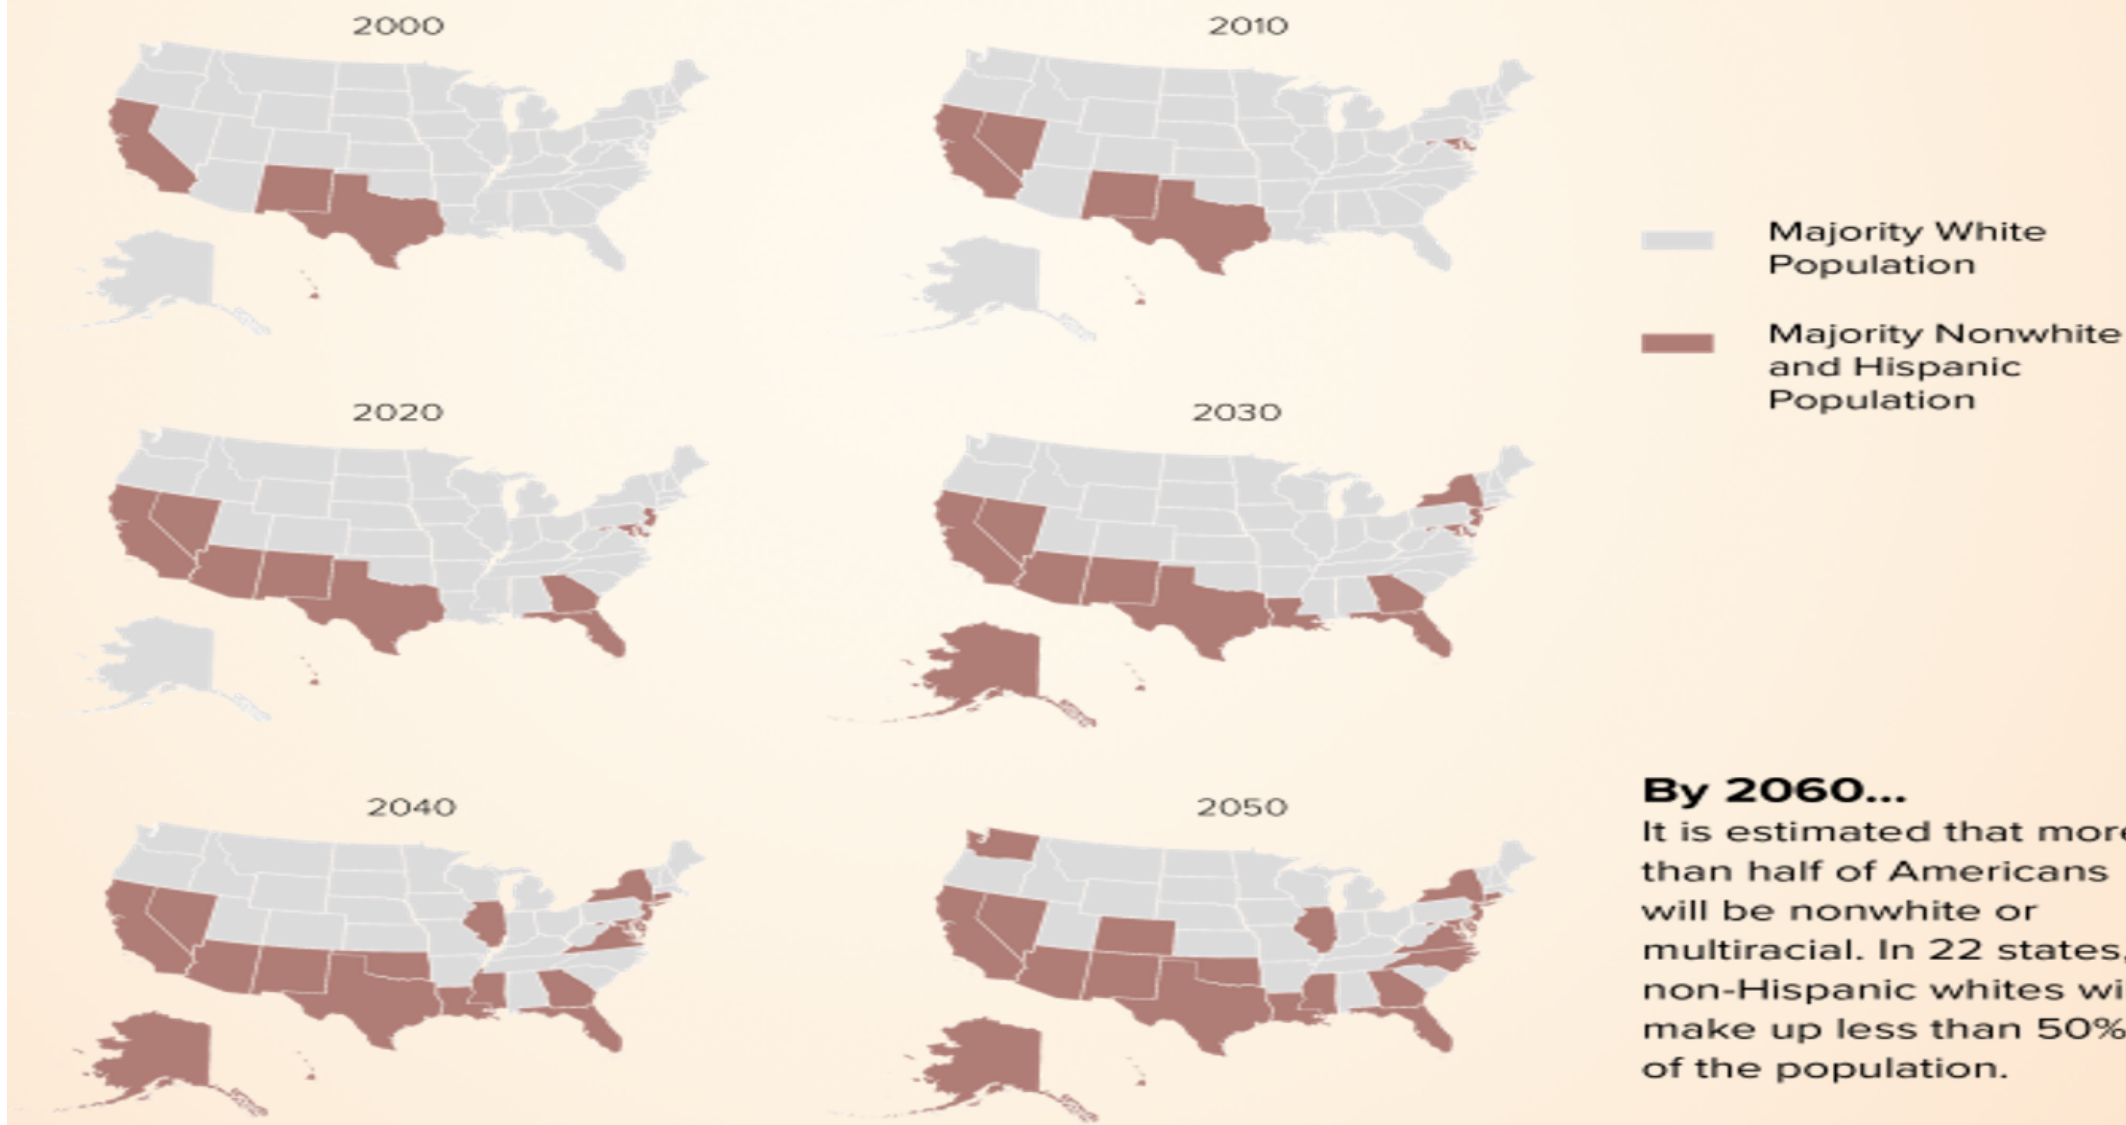 2000
2010
Majority White
Population
Majority Nonwhite
and Hispanic
Population
2020
2030
2040
2050
By 2060...
It is estimated that more
than half of Americans
will be nonwhite or
multiracial. In 22 states,
non-Hispanic whites wil
make up less than 50%
of the population.